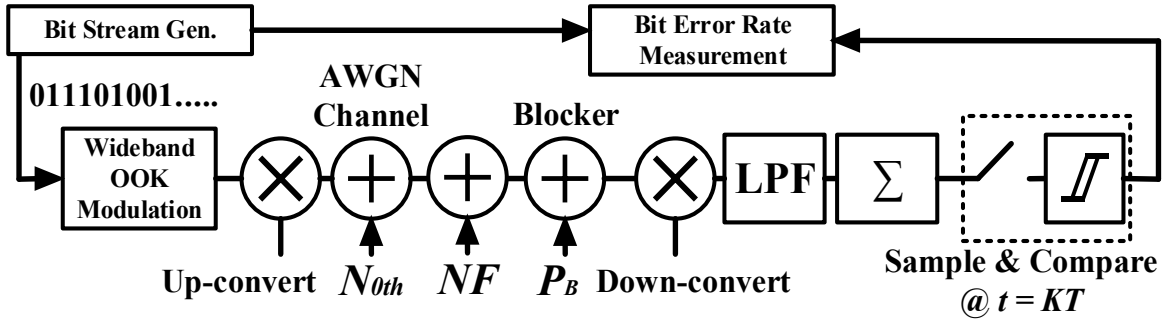 Bit Stream Gen.
Bit Error Rate
Measurement
011101001.....
AWGN
Channel
Blocker
Wideband
OOK
Modulation
LPF
Σ
Up-convert
N0th
NF
PB
Down-convert
Sample & Compare
@ t = KT